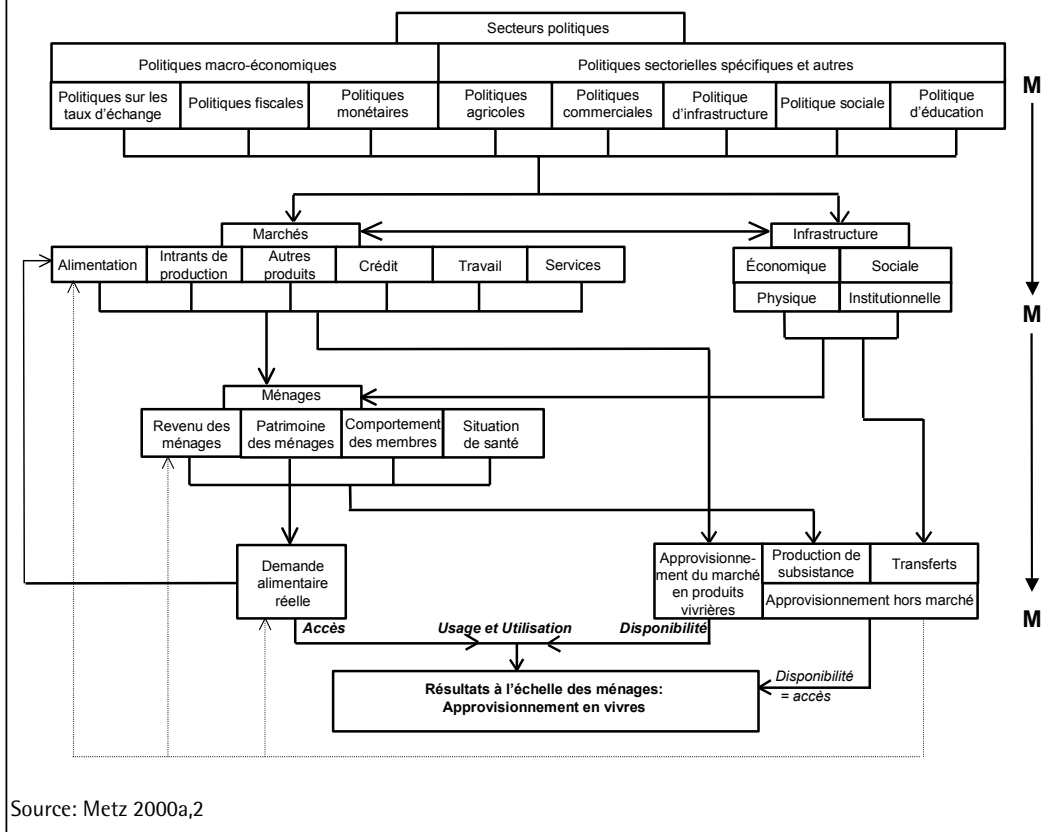 Secteurs politiques
Politiques macro-économiques
Politiques sectorielles spécifiques et autres
Politiques sur les
taux d'échange
Politiques fiscales
Politiques
monétaires
Politiques
agricoles
Politiques
commerciales
Politique
d'infrastructure
Politique sociale
Politique
d'éducation
M
Marchés
Infrastructure
Alimentation
Intrants de
production
Autres
produits
Crédit
Travail
Services
Économique
Sociale
Physique
Institutionnelle
M
Ménages
Revenu des
ménages
Patrimoine
des ménages
Comportement
des membres
Situation
de santé
Demande
alimentaire
réelle
Approvisionne-
ment du marché
en produits
vivrières
Production de
subsistance
Transferts
Approvisionnement hors marché
M
Accès
Usage et Utilisation
Disponibilité
Résultats à l'échelle des ménages:
Approvisionnement en vivres
Disponibilité
= accès
Source: Metz 2000a,2